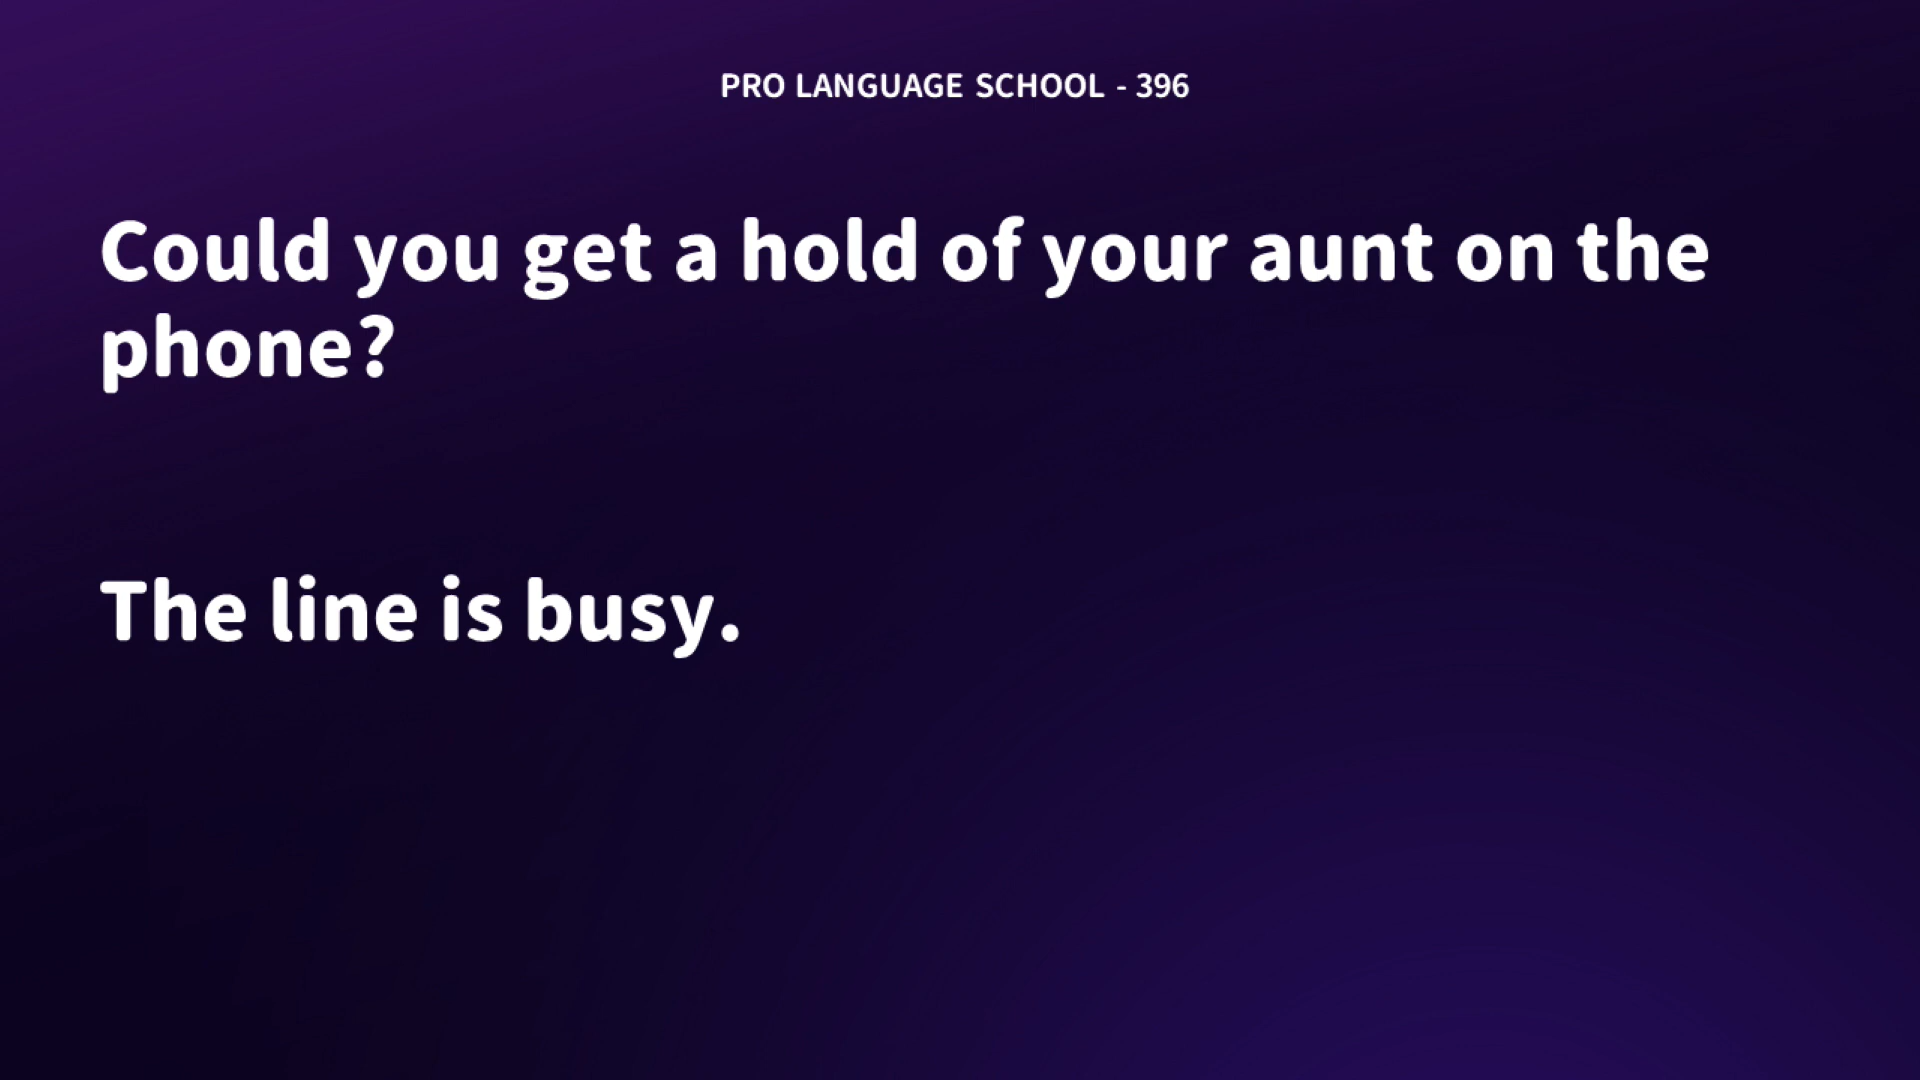 PRO LANGUAGE SCHOOL - 396
Could you get a hold of your aunt on the
phone?
The line is busy.